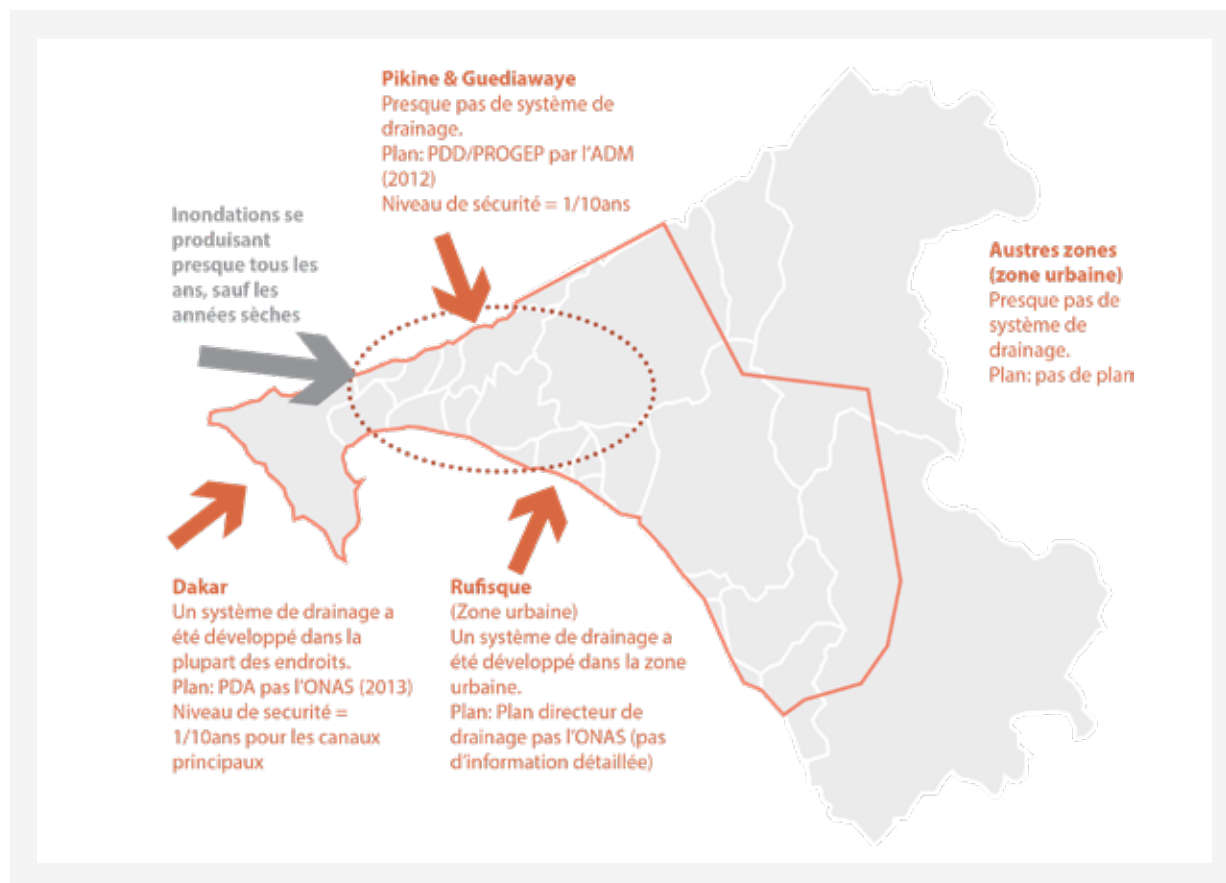 Pikine & Guediawaye
Presque pas de système de
drainage.
Plan: PDD/PROGEP par l'ADM
(2012)
Niveau de sécurité = 1/10ans
Inondations se
produisant
presque tous les
ans, sauf les
années sèches
Austres zones
(zone urbaine)
Presque pas de
système de
drainage.
Plan: pas de plan
Dakar
Un système de drainage a
été développé dans la
plupart des endroits.
Plan: PDA pas l'ONAS (2013)
Niveau de securité =
1/10ans pour les canaux
principaux
Rufisque
(Zone urbaine)
Un système de drainage a
été développé dans la zone
urbaine.
Plan: Plan directeur de
drainage pas l'ONAS (pas
d'information détaillée)